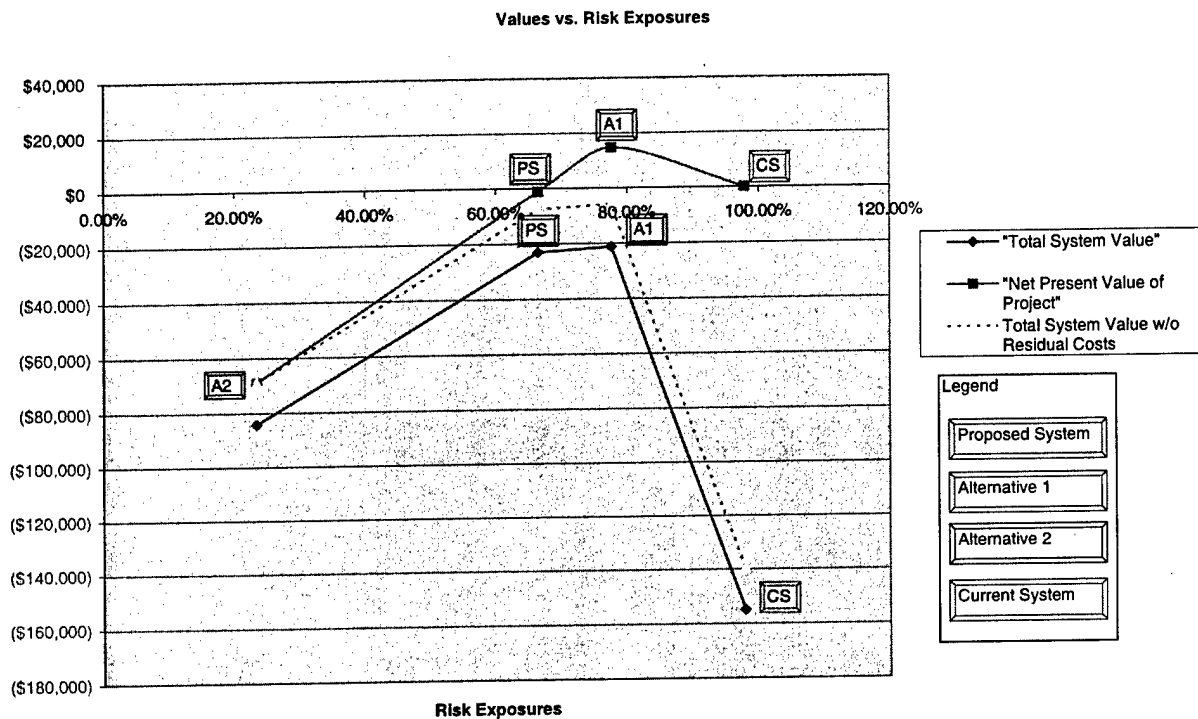 Values vs. Risk Exposures
$40,000
$20,000
$0
($20,000)
($40,000)
($60,000)
($80,000)
($100,000)
($120,000)
($140,000)
($160,000)
($180,000)
0.00%
20.00%
40.00%
60.00%
80.00%
100.00%
120.00%
A1
PS
CS
PS
A1
A2
CS
Risk Exposures
"Total System Value"
"Net Present Value of
Project"
Total System Value w/o
Residual Costs
Legend
Proposed System
Alternative 1
Alternative 2
Current System